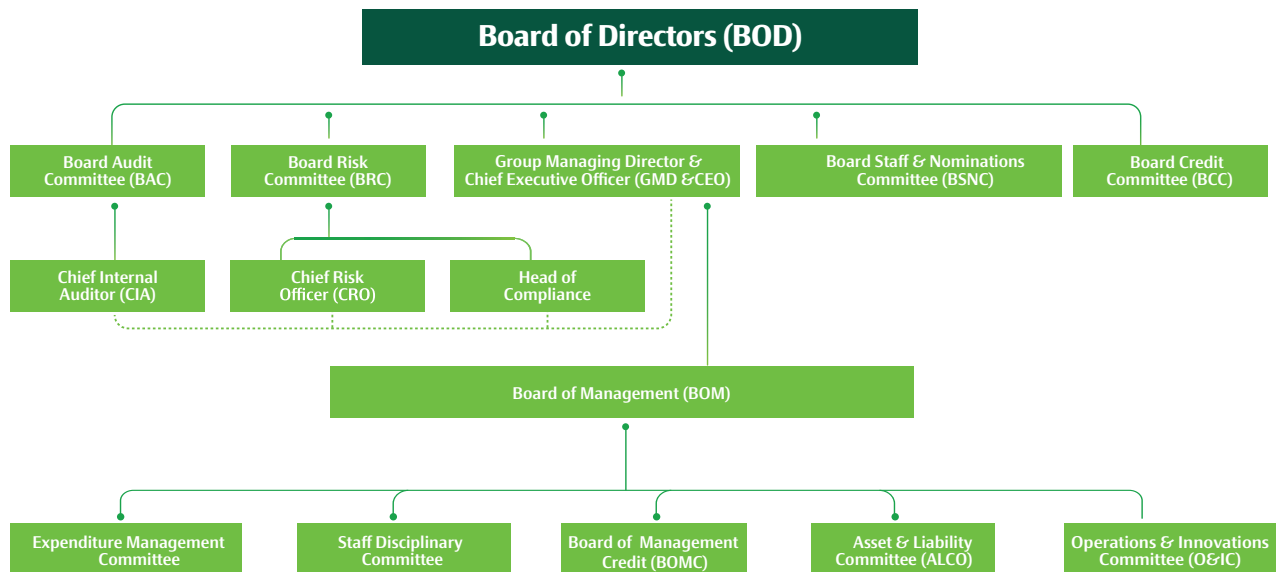 Board of Directors (BOD)
Board Audit
Committee (BAC)
Board Risk
Committee (BRC)
Group Managing Director &
Chief Executive Officer (GMD &CEO)
Board Staff & Nominations
Committee (BSNC)
Board Credit
Committee (BCC)
Chief Internal
Auditor (CIA)
Chief Risk
Officer (CRO)
Head of
Compliance
Board of Management (BOM)
Expenditure Management
Committee
Staff Disciplinary
Committee
Board of Management
Credit (BOMC)
Asset & Liability
Committee (ALCO)
Operations & Innovations
Committee (O&IC)